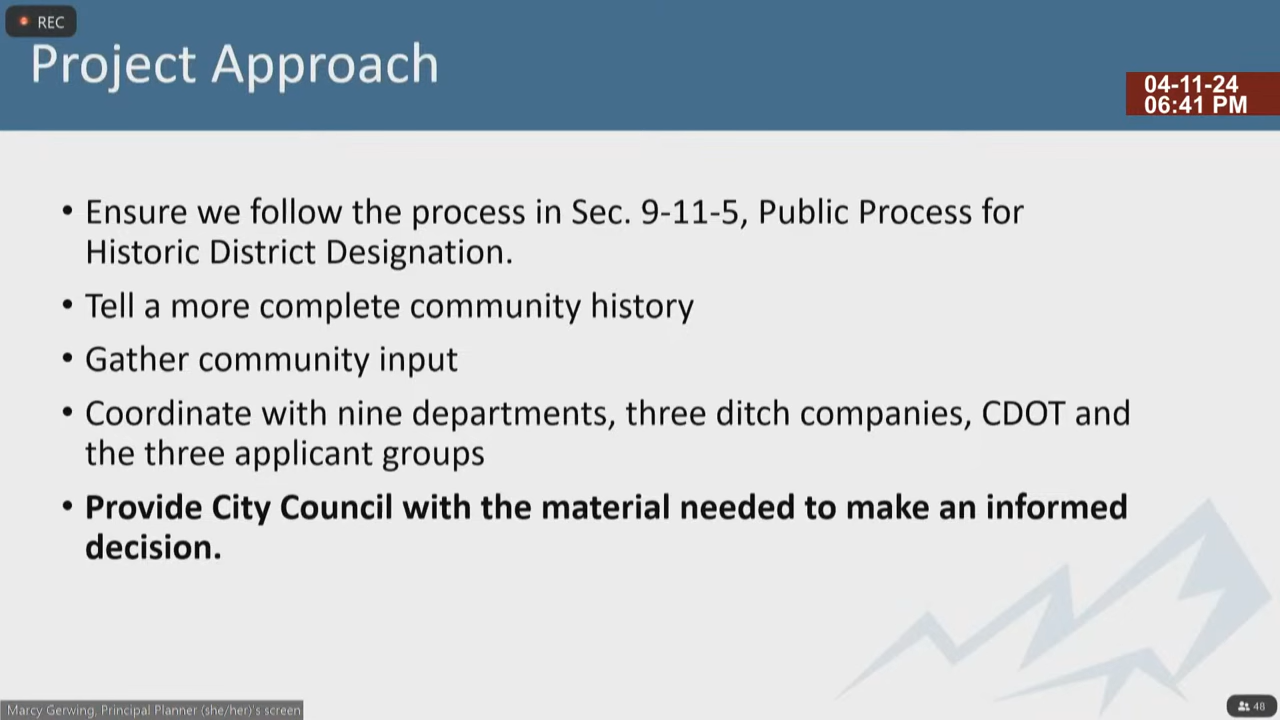 REC
Project Approach
04-11-24
06:41 PM
• Ensure we follow the process in Sec. 9-11-5, Public Process for
Historic District Designation.
• Tell a more complete community history
• Gather community input
• Coordinate with nine departments, three ditch companies, CDOT and
the three applicant groups
• Provide City Council with the material needed to make an informed
decision.
Marcy Gerwing, Principal Planner (she/her)'s screen
48